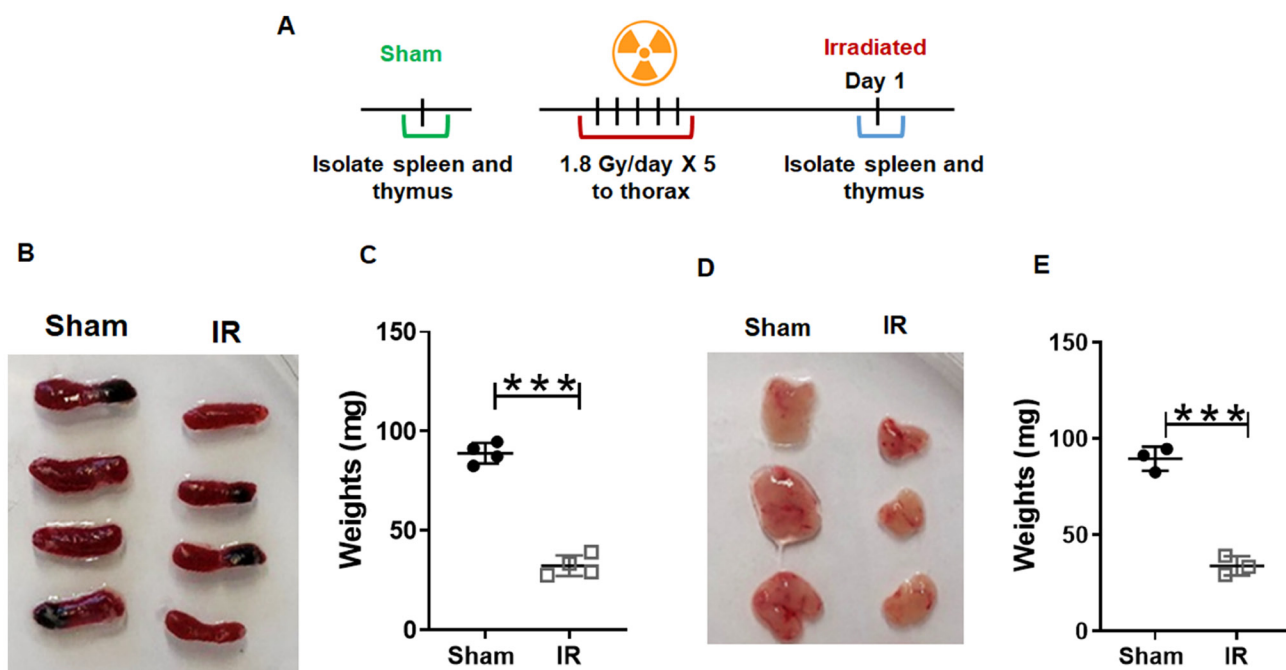 A
Sham
Irradiated
Day 1
Isolate spleen and
thymus
1.8 Gy/day X 5
to thorax
Isolate spleen and
thymus
B
Sham
IR
C
Weights (mg)
150
100
50
0
***
Sham
IR
D
Sham
IR
E
Weights (mg)
150
100
50
0
***
Sham
IR